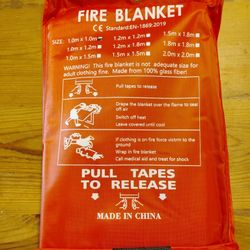 FIRE BLANKET
CE Standard:EN-1869:2019
SIZE: 1.0m x 1.0m 1.2m x 1.2m 1.5m x 1.8m
1.0m x 1.2m 1.2m x 1.8m 1.8m x 1.8m
1.0m x 1.5m 1.5m x 1.5m 2.0m x 2.0m
WARNING! This fire blanket is not adequate size for
adult clothing fine. Made from 100% glass fiber!
Pull tapes to release
Drape the blanket over the flame to seal
off air
Switch off heat
Leave covered until cool
If clothing is on fire force victrm to the
ground
Wrap in fire blanket
Call medical aid and treat for shock
PULL TAPES
TO RELEASE
MADE IN CHINA